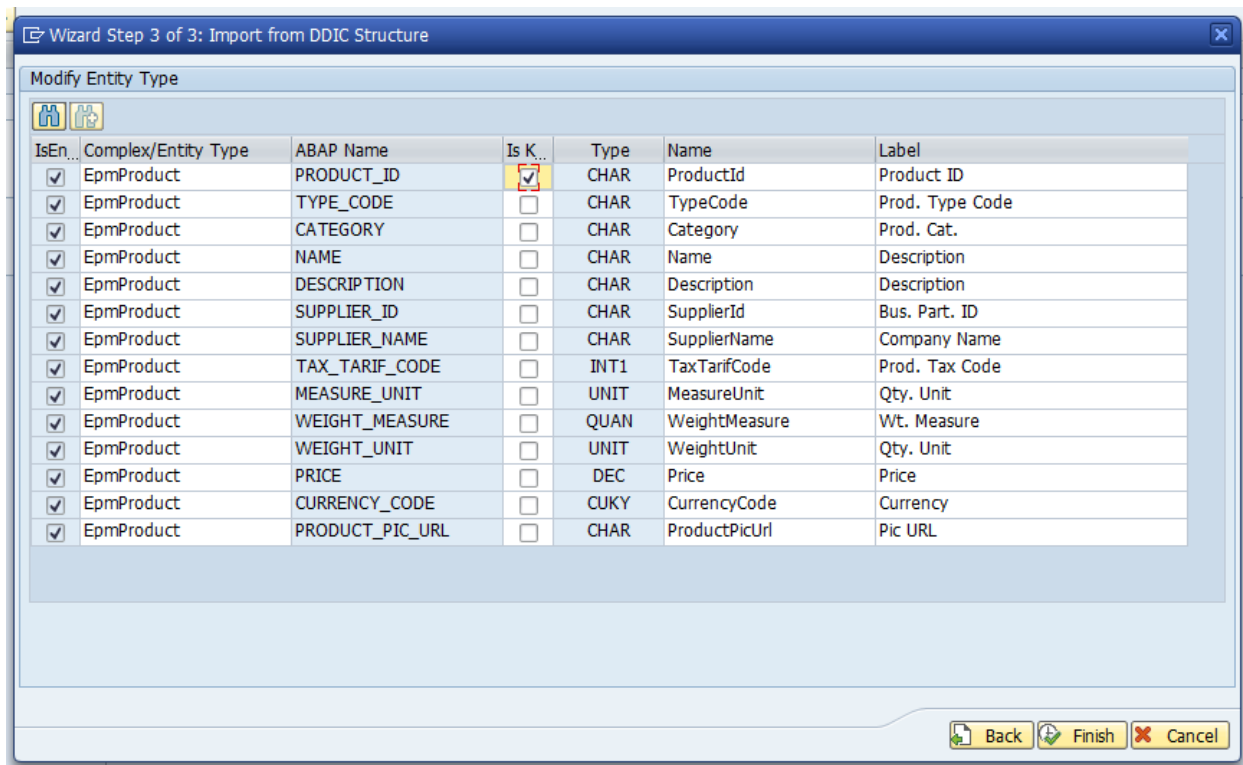 Wizard Step 3 of 3: Import from DDIC Structure
Modify Entity Type
IsEn... Complex/Entity Type ABAP Name Is K... Type Name Label
EpmProduct PRODUCT_ID CHAR ProductId Product ID
EpmProduct TYPE_CODE CHAR TypeCode Prod. Type Code
EpmProduct CATEGORY CHAR Category Prod. Cat.
EpmProduct NAME CHAR Name Description
EpmProduct DESCRIPTION CHAR Description Description
EpmProduct SUPPLIER_ID CHAR SupplierId Bus. Part. ID
EpmProduct SUPPLIER_NAME CHAR SupplierName Company Name
EpmProduct TAX_TARIF_CODE INT1 TaxTarifCode Prod. Tax Code
EpmProduct MEASURE_UNIT UNIT MeasureUnit Qty. Unit
EpmProduct WEIGHT_MEASURE QUAN WeightMeasure Wt. Measure
EpmProduct WEIGHT_UNIT UNIT WeightUnit Qty. Unit
EpmProduct PRICE DEC Price Price
EpmProduct CURRENCY_CODE CUKY CurrencyCode Currency
EpmProduct PRODUCT_PIC_URL CHAR ProductPicUrl Pic URL
Back Finish Cancel